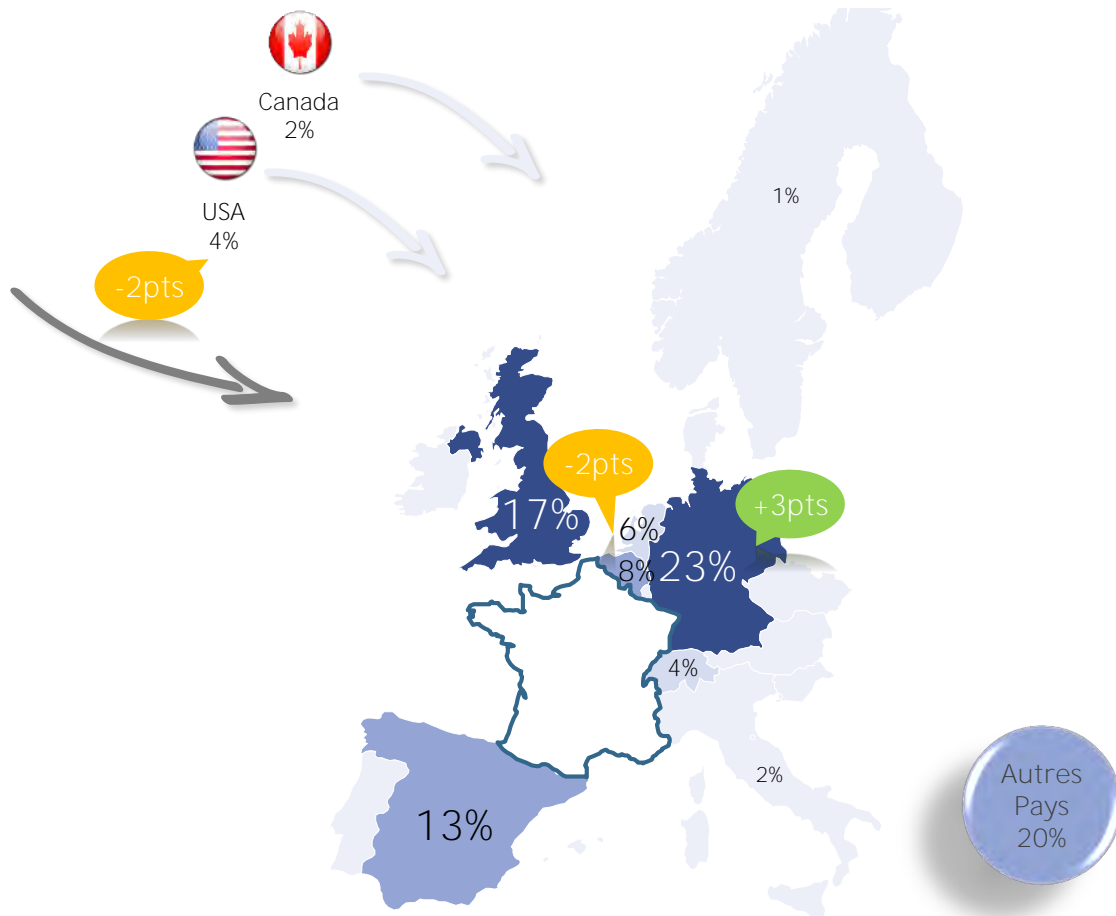 Canada
2%
USA
4%
-2pts
1%
-2pts
+3pts
17%
6%
8%
23%
4%
2%
13%
Autres
Pays
20%